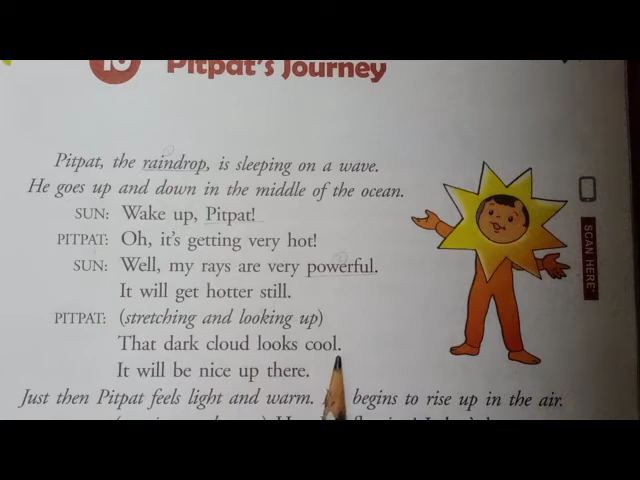 Pitpat's Journey
Pitpat, the raindrop, is sleeping on a wave.
He goes up and down in the middle of the ocean.
SUN: Wake up, Pitpat!
PITPAT: Oh, it's getting very hot!
SUN: Well, my rays are very powerful.
It will get hotter still.
PITPAT: (stretching and looking up)
That dark cloud looks cool.
It will be nice up there.
Just then Pitpat feels light and warm. begins to rise up in the air.
SCAN HERE